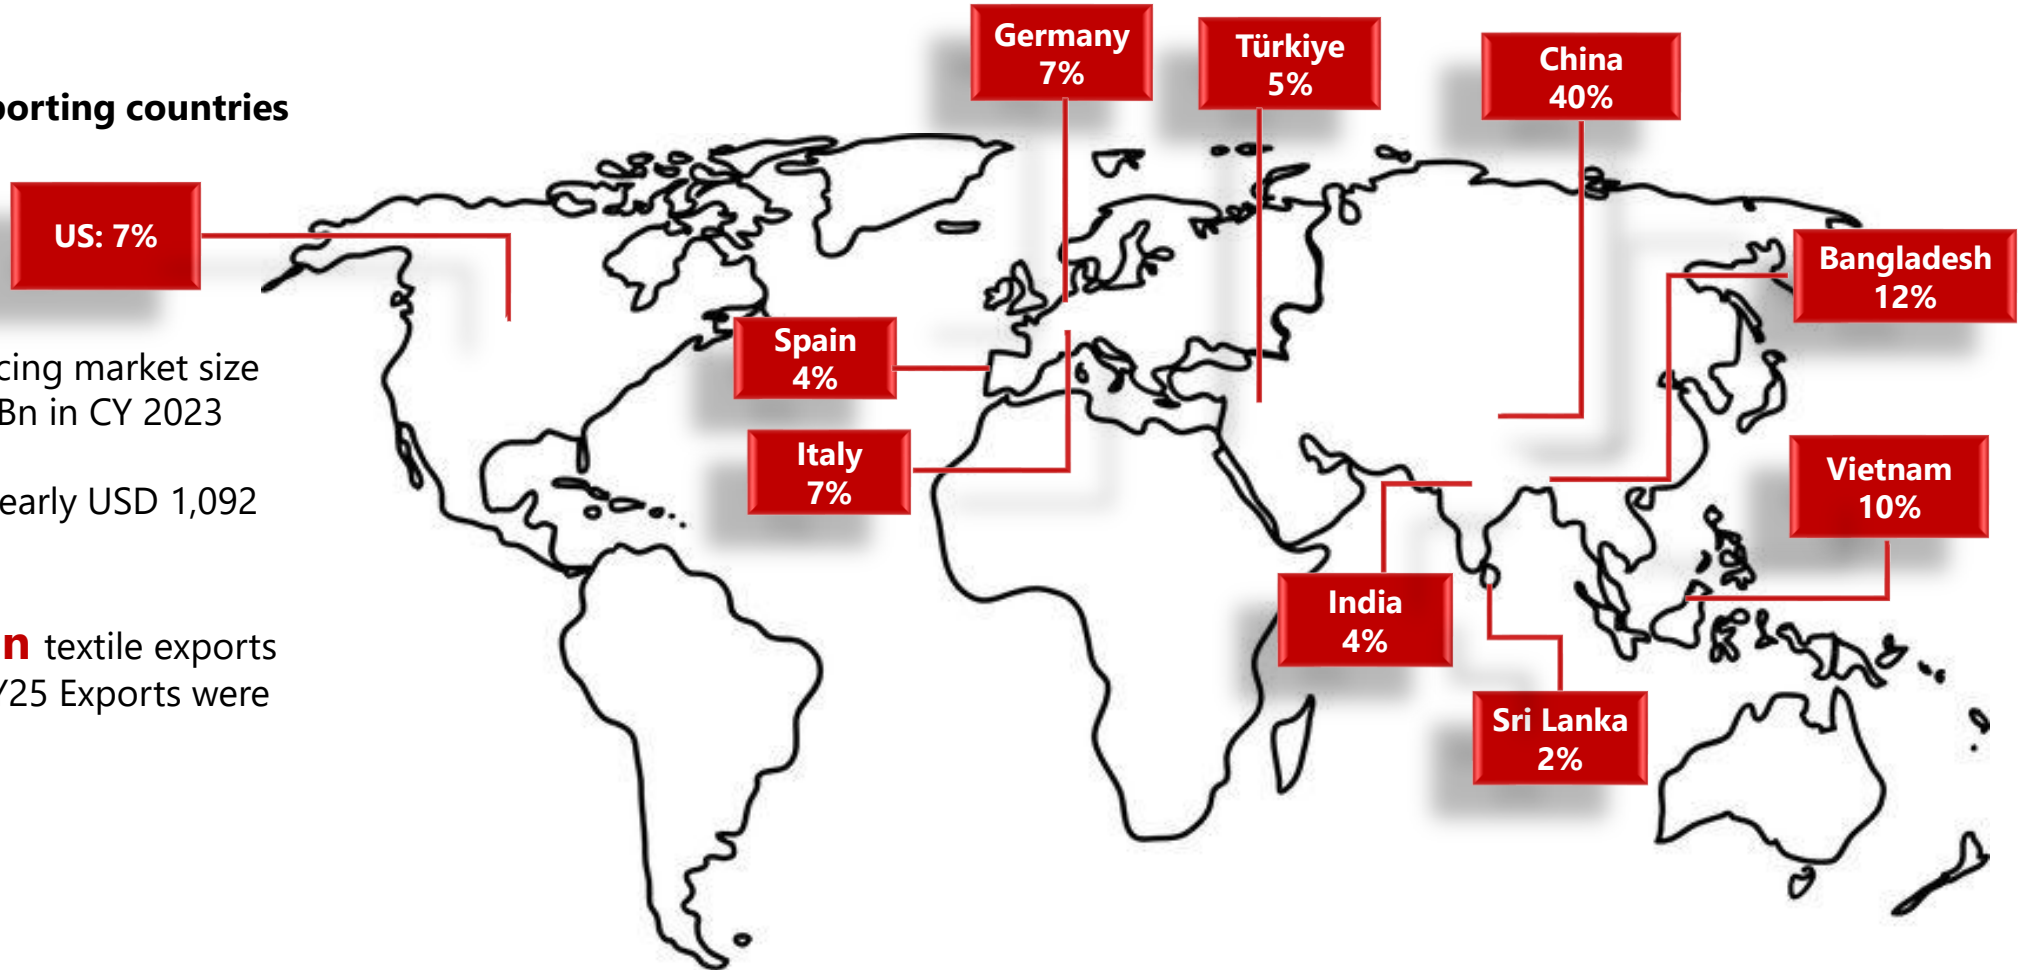 porting countries
US: 7%
cing market size
Bn in CY 2023
early USD 1,092
n textile exports
Y25 Exports were
Germany
7%
Türkiye
5%
China
40%
Bangladesh
12%
Spain
4%
Italy
7%
Vietnam
10%
India
4%
Sri Lanka
2%